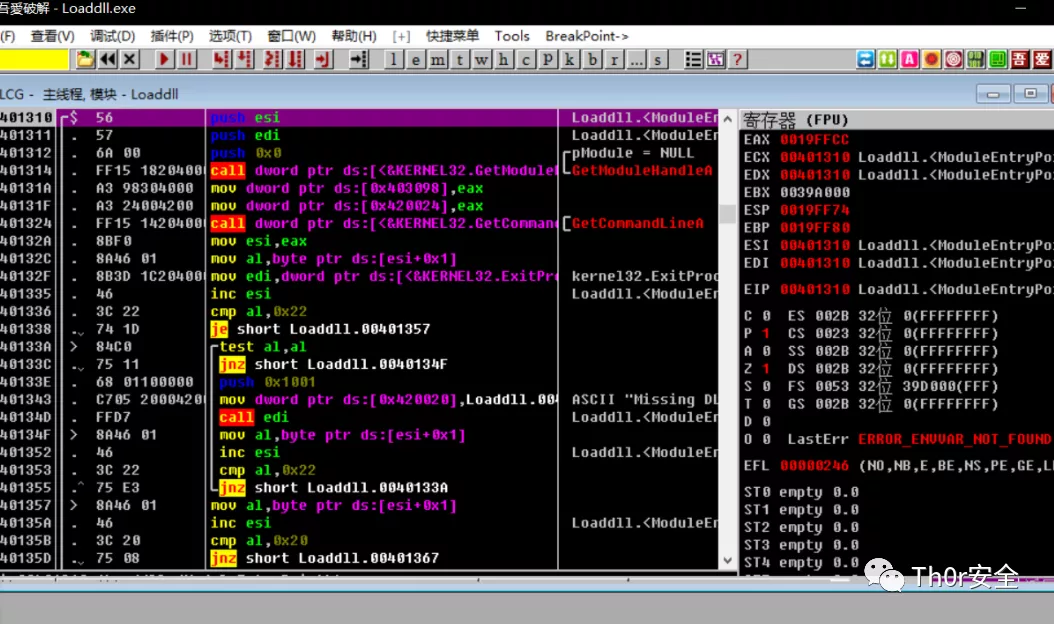 吾愛破解 - Loaddll.exe
(F) 查看(V) 调试(D) 插件(P) 选项(T) 窗口(W) 帮助(H) [+] 快捷菜单 Tools BreakPoint->
l e m t w h c P k b r ... s ? A 吾 爱
LCG - 主线程, 模块 - Loaddll
401310 $ 56 push esi Loaddll.<ModuleEn
401311 . 57 push edi Loaddll.<ModuleEn
401312 . 6A 00 push 0x0 pModule = NULL
401314 . FF15 18204000 call dword ptr ds:[<&KERNEL32.GetModuleH GetModuleHandleA
40131A . A3 98304000 mov dword ptr ds:[0x403098],eax
40131F . A3 24004200 mov dword ptr ds:[0x420024],eax
401324 . FF15 14204000 call dword ptr ds:[<&KERNEL32.GetComman GetCommandLineA
40132A . 8BF0 mov esi,eax
40132C . 8A46 01 mov al,byte ptr ds:[esi+0x1]
40132F . 8B3D 1C204000 mov edi,dword ptr ds:[<&KERNEL32.ExitPro kernel32.ExitProc
401335 . 46 inc esi Loaddll.<ModuleEn
401336 . 3C 22 cmp al,0x22
401338 . 74 1D je short Loaddll.00401357
40133A > 84C0 test al,al
40133C . 75 11 jnz short Loaddll.0040134F
40133E . 68 01100000 push 0x1001
401343 . C705 20004200 mov dword ptr ds:[0x420020],Loaddll.004 ASCII "Missing DL
40134D . FFD7 call edi
40134F > 8A46 01 mov al,byte ptr ds:[esi+0x1]
401352 . 46 inc esi Loaddll.<ModuleEn
401353 . 3C 22 cmp al,0x22
401355 .^ 75 E3 jnz short Loaddll.0040133A
401357 > 8A46 01 mov al,byte ptr ds:[esi+0x1]
40135A . 46 inc esi Loaddll.<ModuleEn
40135B . 3C 20 cmp al,0x20
40135D . 75 08 jnz short Loaddll.00401367
寄存器 (FPU)
EAX 0019FFCC
ECX 00401310 Loaddll.<ModuleEntryPo
EDX 00401310 Loaddll.<ModuleEntryPo
EBX 0039A000
ESP 0019FF74
EBP 0019FF80
ESI 00401310 Loaddll.<ModuleEntryPo
EDI 00401310 Loaddll.<ModuleEntryPo
EIP 00401310 Loaddll.<ModuleEntryPo
C 0 ES 002B 32位 0(FFFFFFFF)
P 1 CS 0023 32位 0(FFFFFFFF)
A 0 SS 002B 32位 0(FFFFFFFF)
Z 1 DS 002B 32位 0(FFFFFFFF)
S 0 FS 0053 32位 39D000(FFF)
T 0 GS 002B 32位 0(FFFFFFFF)
D 0
O 0 LastErr ERROR_ENVVAR_NOT_FOUND
EFL 00000246 (NO,NB,E,BE,NS,PE,GE,LE
ST0 empty 0.0
ST1 empty 0.0
ST2 empty 0.0
ST3 empty 0.0
ST4 empty 0.0
Th0r安全